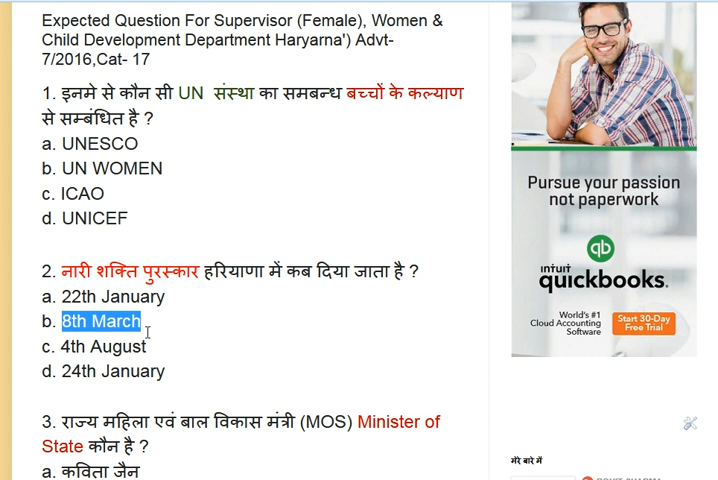 Expected Question For Supervisor (Female), Women &
Child Development Department Haryana') Advt-
7/2016,Cat- 17
1. इनमे से कौन सी UN संस्था का समबन्ध बच्चों के कल्याण
से सम्बंधित है ?
a. UNESCO
b. UN WOMEN
c. ICAO
d. UNICEF
2. नारी शक्ति पुरस्कार हरियाणा में कब दिया जाता है ?
a. 22th January
b. 8th March
c. 4th August
d. 24th January
3. राज्य महिला एवं बाल विकास मंत्री (MOS) Minister of
State कौन है ?
a. कविता जैन
Pursue your passion
not paperwork
qb
intuit
quickbooks.
World's #1
Cloud Accounting
Software
Start 30-Day
Free Trial
मेरे बारे में